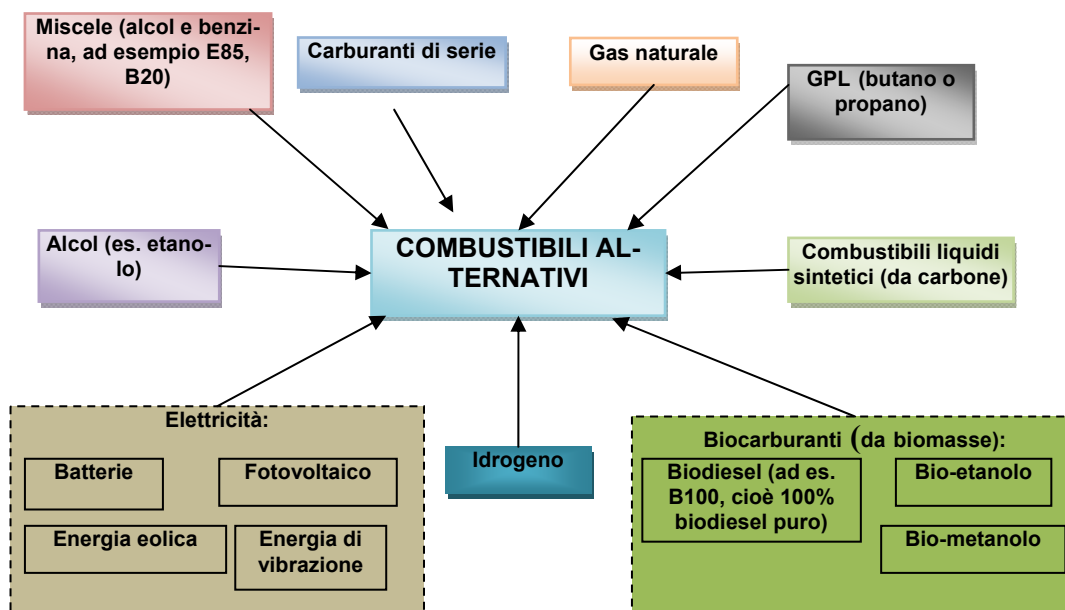 Miscele (alcol e benzi-
na, ad esempio E85,
B20)
Carburanti di serie
Gas naturale
GPL (butano o
propano)
Alcol (es. etano-
lo)
COMBUSTIBILI AL-
TERNATIVI
Combustibili liquidi
sintetici (da carbone)
Elettricità:
Batterie
Fotovoltaico
Energia eolica
Energia di
vibrazione
Idrogeno
Biocarburanti (da biomasse):
Biodiesel (ad es.
B100, cioè 100%
biodiesel puro)
Bio-etanolo
Bio-metanolo